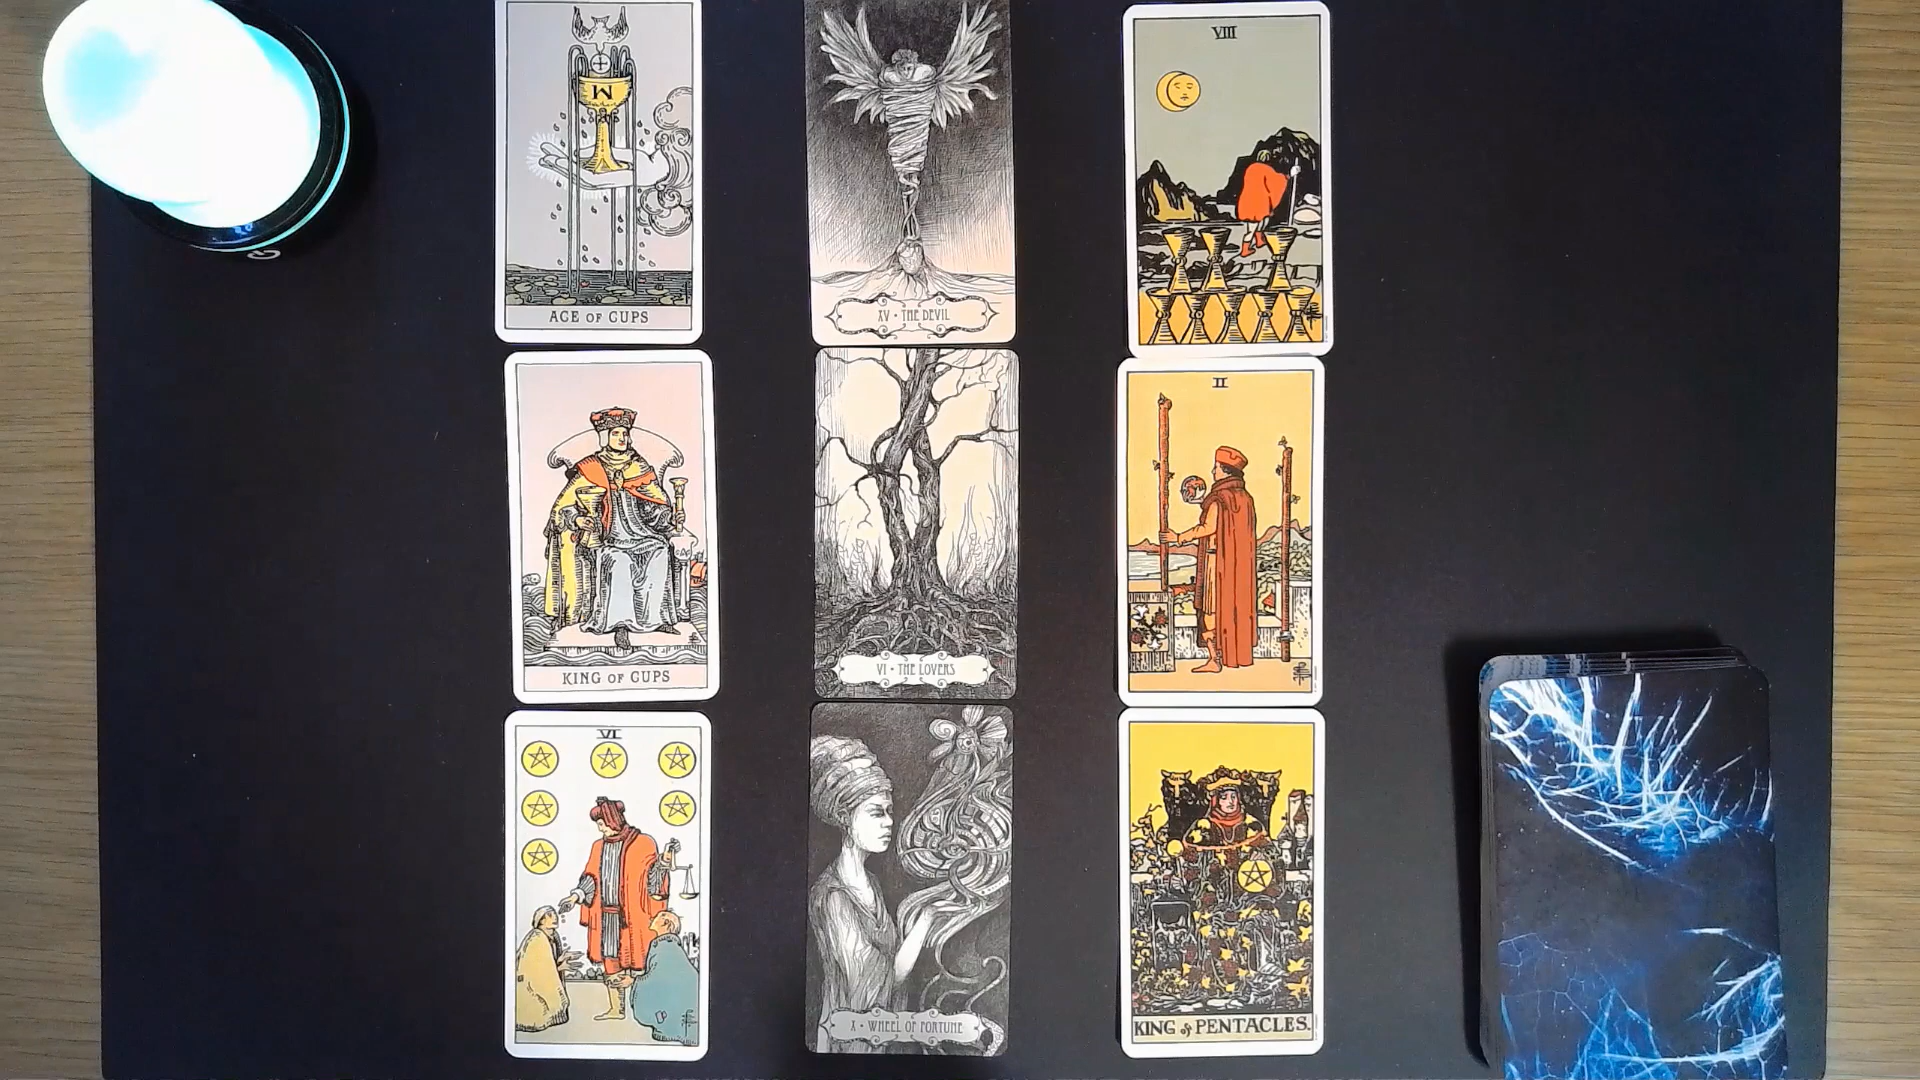 ACE OF CUPS
XV • THE DEVIL
VIII
KING OF CUPS
VI • THE LOVERS
II
VI
X • WHEEL OF FORTUNE
KING of PENTACLES.